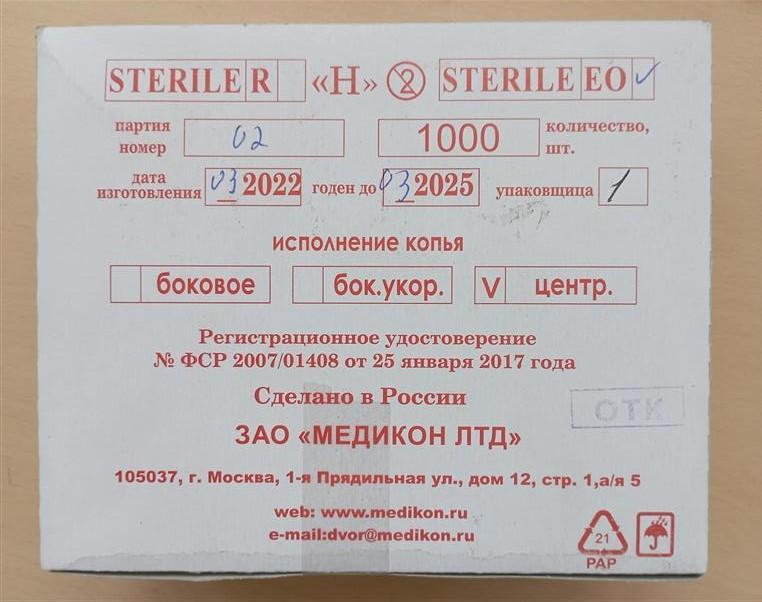 STERILE R «Н» 2 STERILE EO ✓
партия номер 02 1000 количество, шт.
дата изготовления 03 2022 годен до 03 2025 упаковщица 1
исполнение копья
боковое бок.укор. V центр.
Регистрационное удостоверение
№ ФСР 2007/01408 от 25 января 2017 года
Сделано в России
ОТК
ЗАО «МЕДИКОН ЛТД»
105037, г. Москва, 1-я Прядильная ул., дом 12, стр. 1,а/я 5
web: www.medikon.ru
e-mail:dvor@medikon.ru
21
PAP